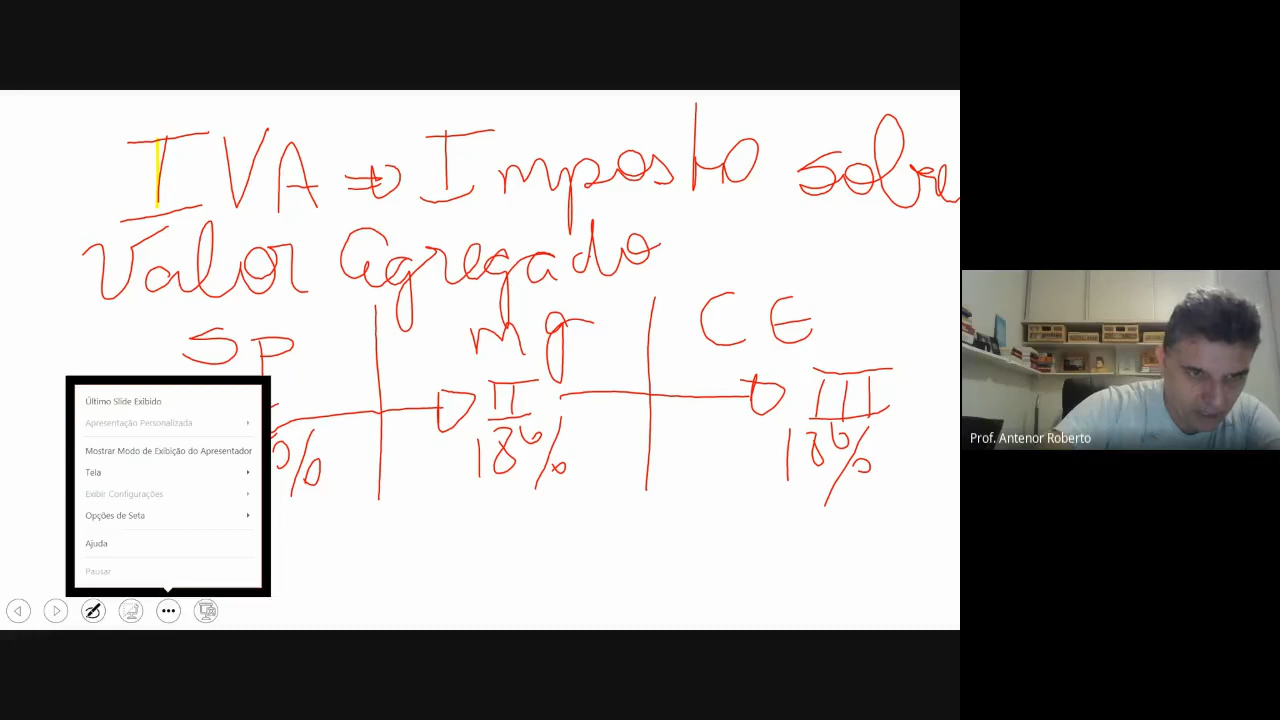 IVA ⇒ Imposto sobre
Valor agregado
SP mg CE
II III
% 18% 18%
Último Slide Exibido
Apresentação Personalizada
Mostrar Modo de Exibição do Apresentador
Tela
Exibir Configurações
Opções de Seta
Ajuda
Pausar
Prof. Antenor Roberto